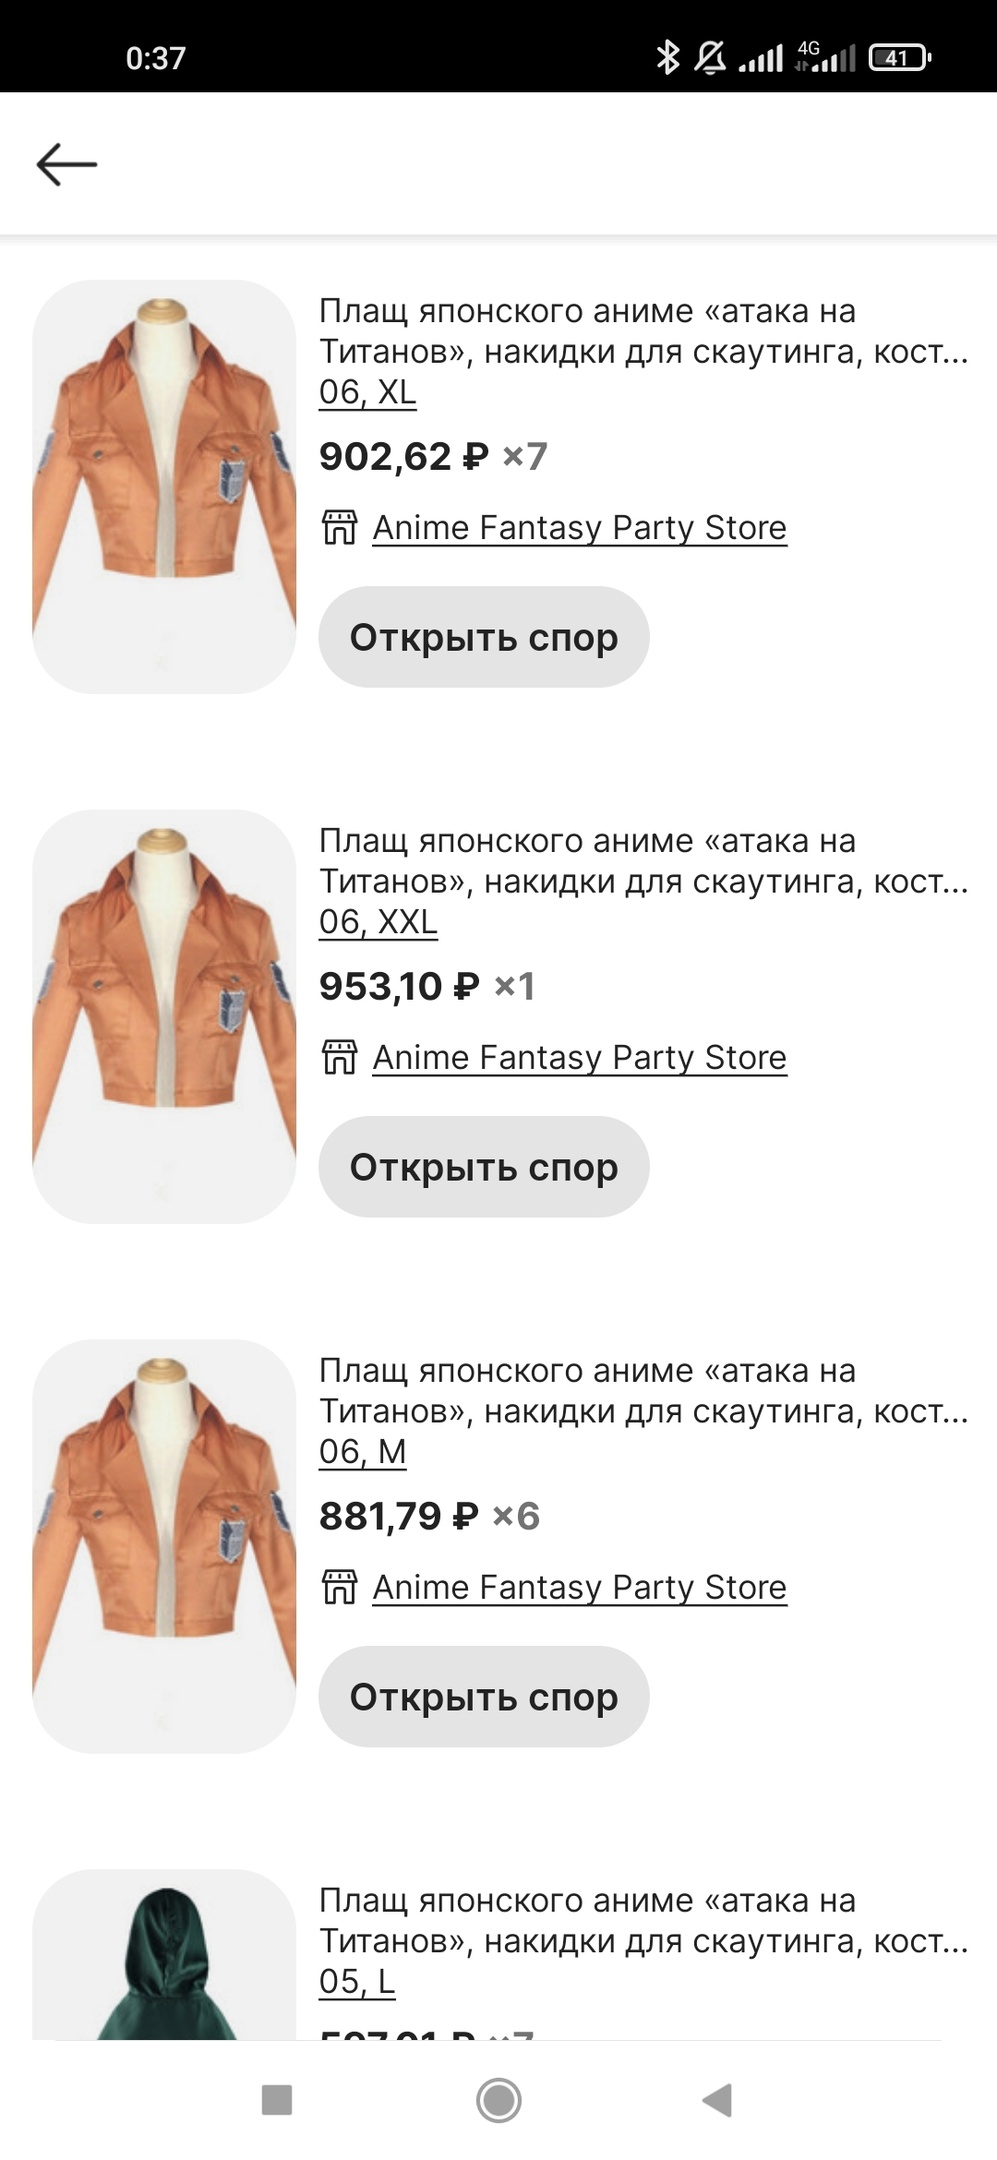 0:37
4G
41
Плащ японского аниме «атака на
Титанов», накидки для скаутинга, кост...
06, XL
902,62 ₽ ×7
Anime Fantasy Party Store
Открыть спор
Плащ японского аниме «атака на
Титанов», накидки для скаутинга, кост...
06, XXL
953,10 ₽ ×1
Anime Fantasy Party Store
Открыть спор
Плащ японского аниме «атака на
Титанов», накидки для скаутинга, кост...
06, M
881,79 ₽ ×6
Anime Fantasy Party Store
Открыть спор
Плащ японского аниме «атака на
Титанов», накидки для скаутинга, кост...
05, L